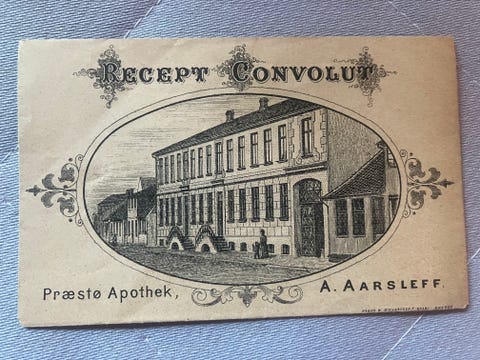 RECEPT CONVOLUT
Præstø Apothek, A. AARSLEFF.